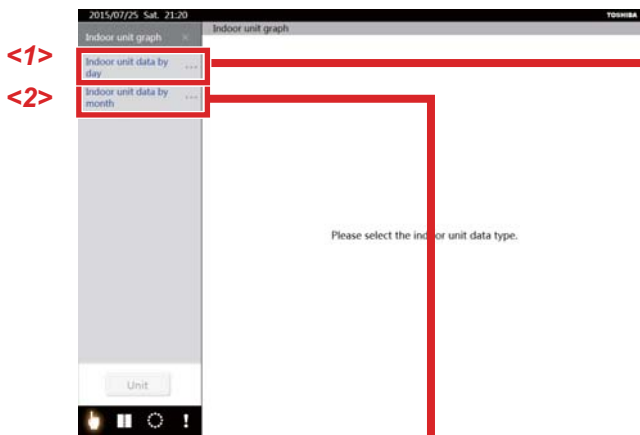 2015/07/25 Sat. 21:20
TOSHIBA
Indoor unit graph ×
Indoor unit graph
<1>
Indoor unit data by
day ...
<2>
Indoor unit data by
month ...
Please select the indoor unit data type.
Unit
!